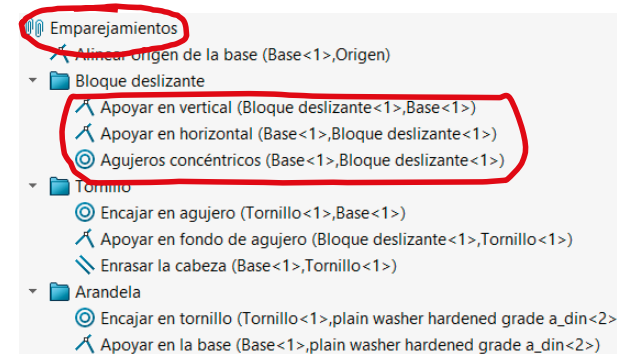 Emparejamientos
Alinear origen de la base (Base<1>,Origen)
Bloque deslizante
Apoyar en vertical (Bloque deslizante<1>,Base<1>)
Apoyar en horizontal (Base<1>,Bloque deslizante<1>)
Agujeros concéntricos (Base<1>,Bloque deslizante<1>)
Tornillo
Encajar en agujero (Tornillo<1>,Base<1>)
Apoyar en fondo de agujero (Bloque deslizante<1>,Tornillo<1>)
Enrasar la cabeza (Base<1>,Tornillo<1>)
Arandela
Encajar en tornillo (Tornillo<1>,plain washer hardened grade a_din<2>
Apoyar en la base (Base<1>,plain washer hardened grade a_din<2>)